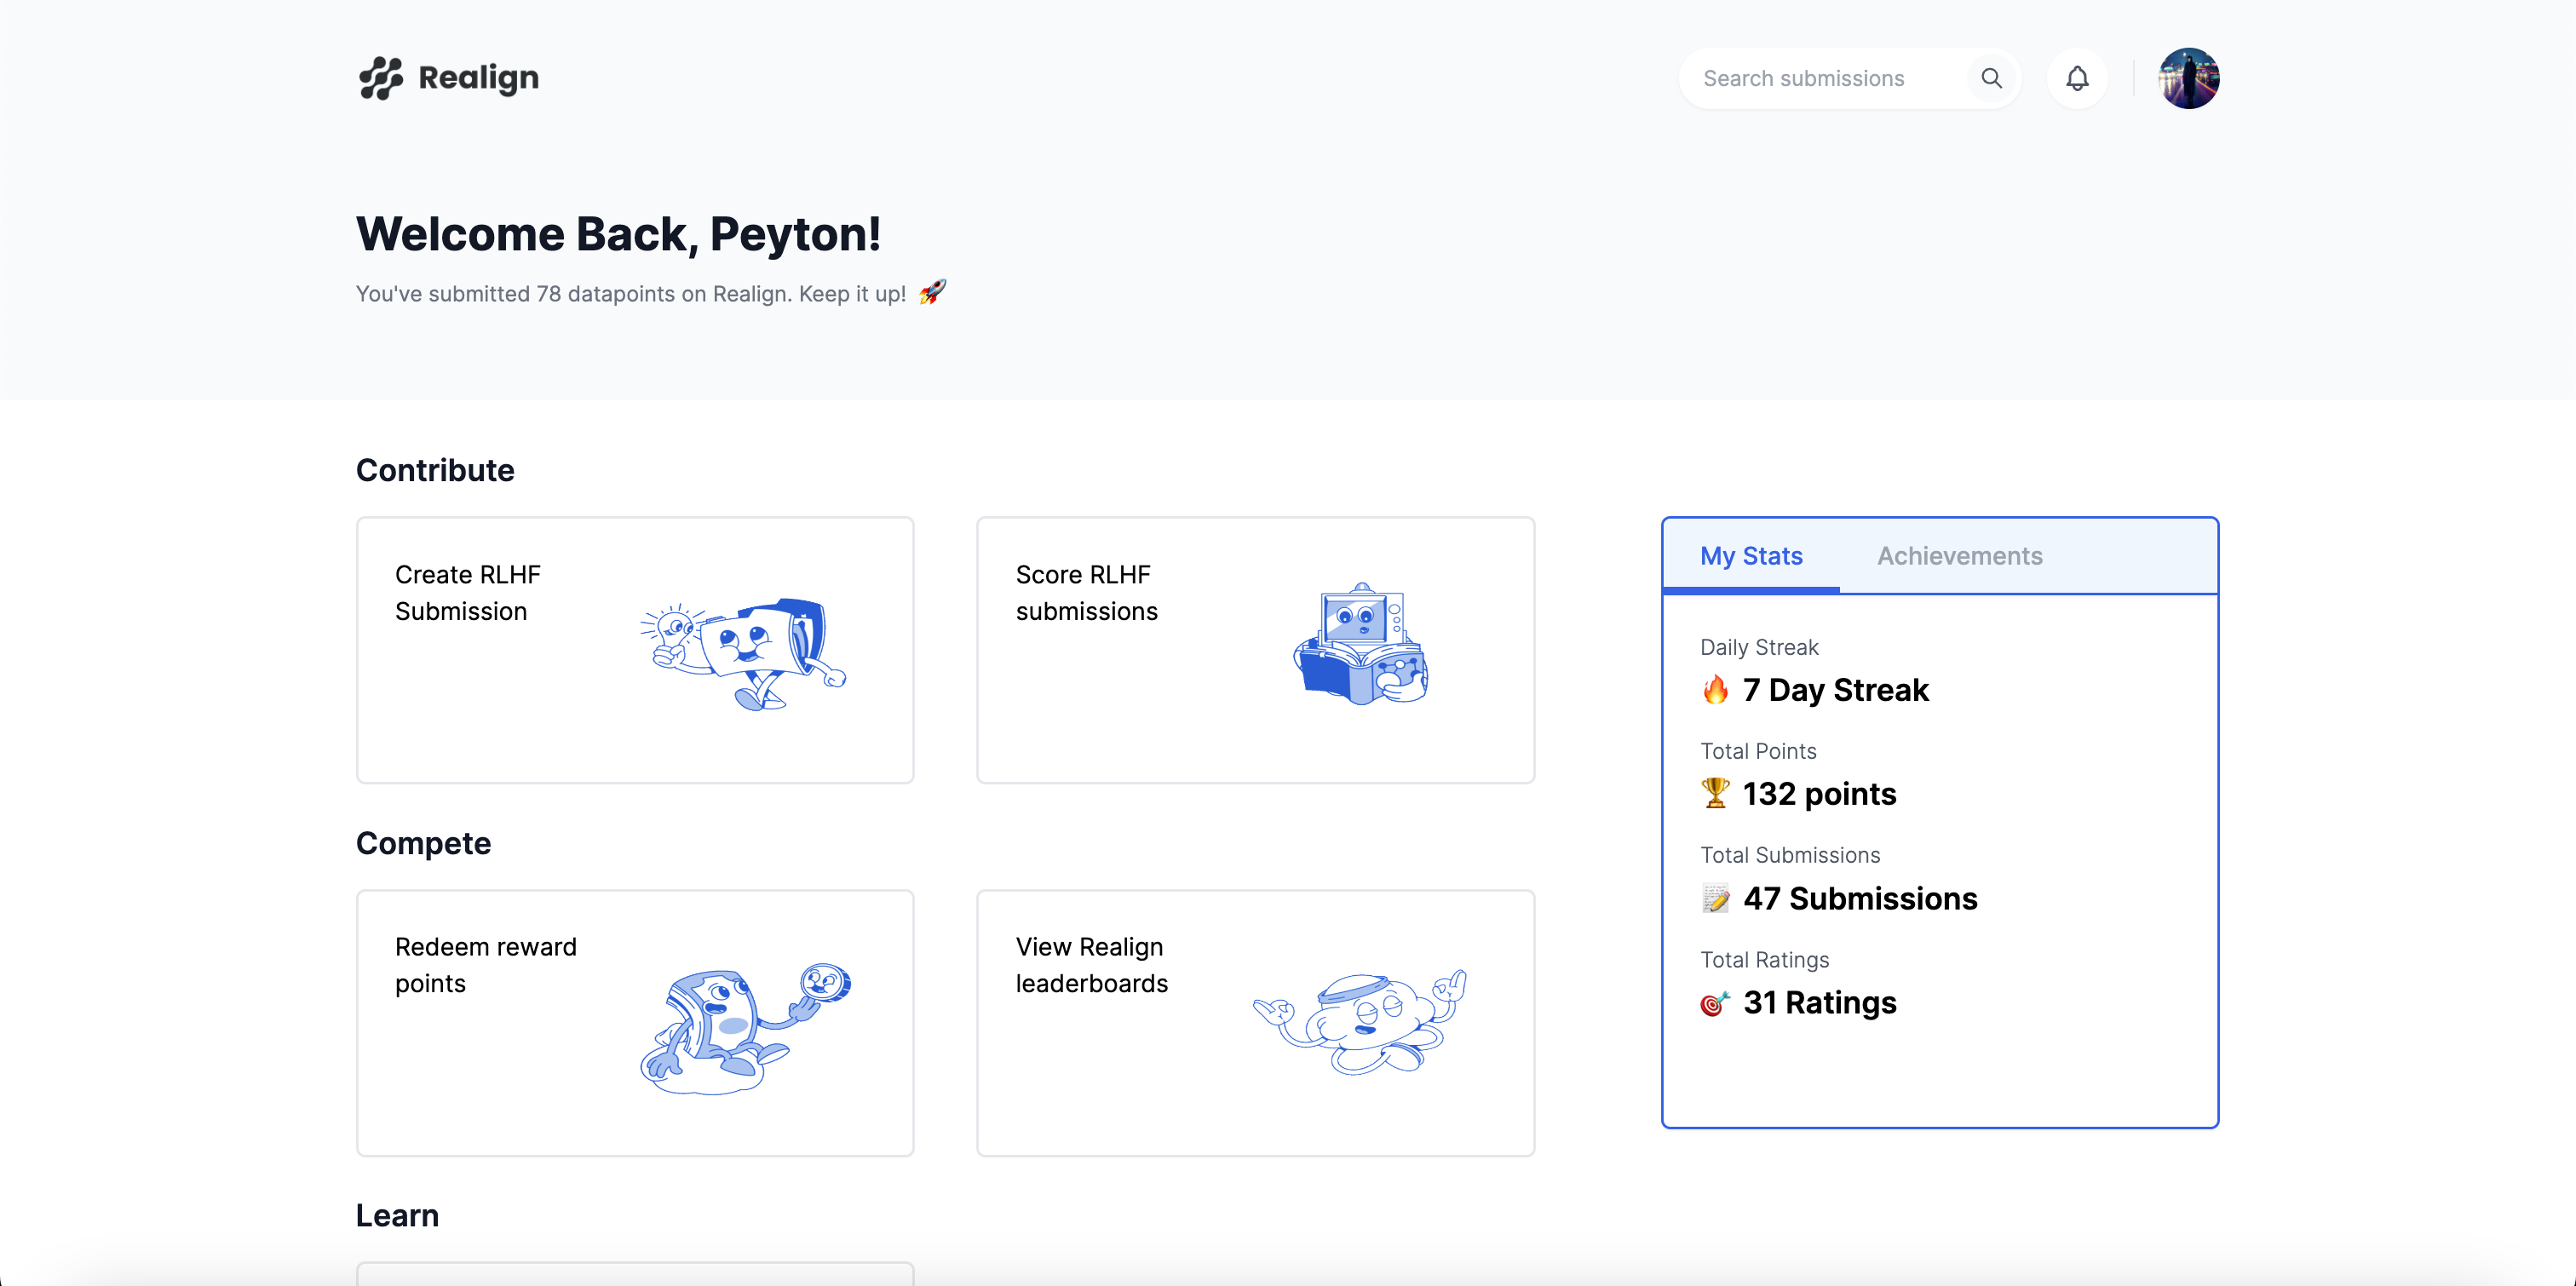 Realign
Search submissions
Welcome Back, Peyton!
You've submitted 78 datapoints on Realign. Keep it up! 🚀
Contribute
Create RLHF
Submission
Score RLHF
submissions
Compete
Redeem reward
points
View Realign
leaderboards
Learn
My Stats
Achievements
Daily Streak
🔥 7 Day Streak
Total Points
🏆 132 points
Total Submissions
📝 47 Submissions
Total Ratings
🎯 31 Ratings